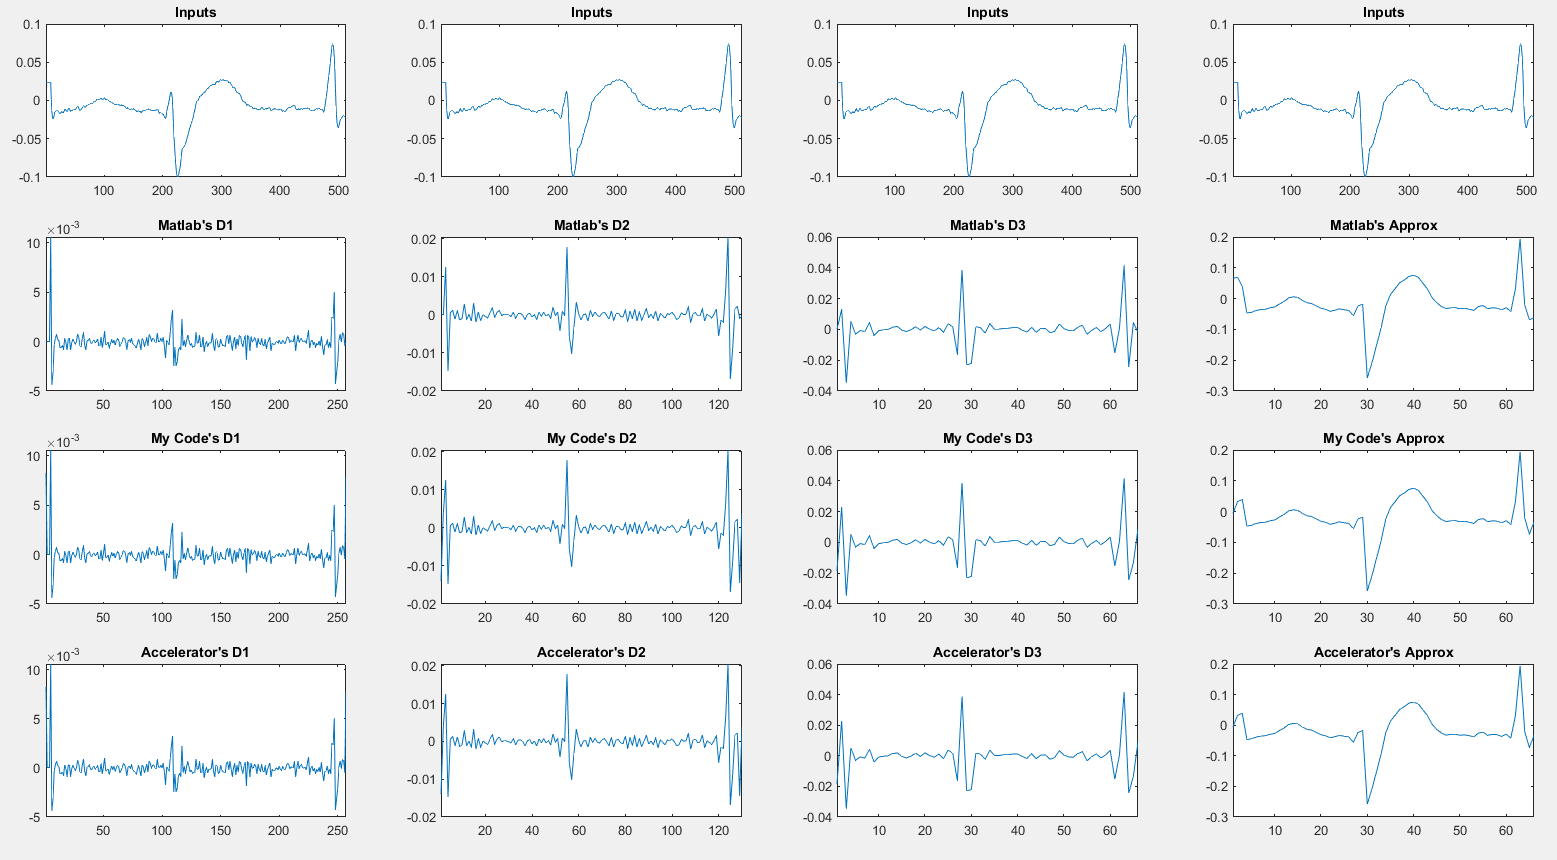 Inputs Inputs Inputs Inputs
0.1 0.1 0.1 0.1
0.05 0.05 0.05 0.05
0 0 0 0
-0.05 -0.05 -0.05 -0.05
-0.1 -0.1 -0.1 -0.1
100 200 300 400 500 100 200 300 400 500 100 200 300 400 500 100 200 300 400 500
Matlab's D1 Matlab's D2 Matlab's D3 Matlab's Approx
×10-3
10 0.02 0.06 0.2
0.04 0.1
5 0.01 0.02 0
0 0 0 -0.1
-0.01 -0.02 -0.2
-5 -0.02 -0.04 -0.3
50 100 150 200 250 20 40 60 80 100 120 10 20 30 40 50 60 10 20 30 40 50 60
My Code's D1 My Code's D2 My Code's D3 My Code's Approx
×10-3
10 0.02 0.06 0.2
0.04 0.1
5 0.01 0.02 0
0 0 0 -0.1
-0.01 -0.02 -0.2
-5 -0.02 -0.04 -0.3
50 100 150 200 250 20 40 60 80 100 120 10 20 30 40 50 60 10 20 30 40 50 60
Accelerator's D1 Accelerator's D2 Accelerator's D3 Accelerator's Approx
×10-3
10 0.02 0.06 0.2
0.04 0.1
5 0.01 0.02 0
0 0 0 -0.1
-0.01 -0.02 -0.2
-5 -0.02 -0.04 -0.3
50 100 150 200 250 20 40 60 80 100 120 10 20 30 40 50 60 10 20 30 40 50 60